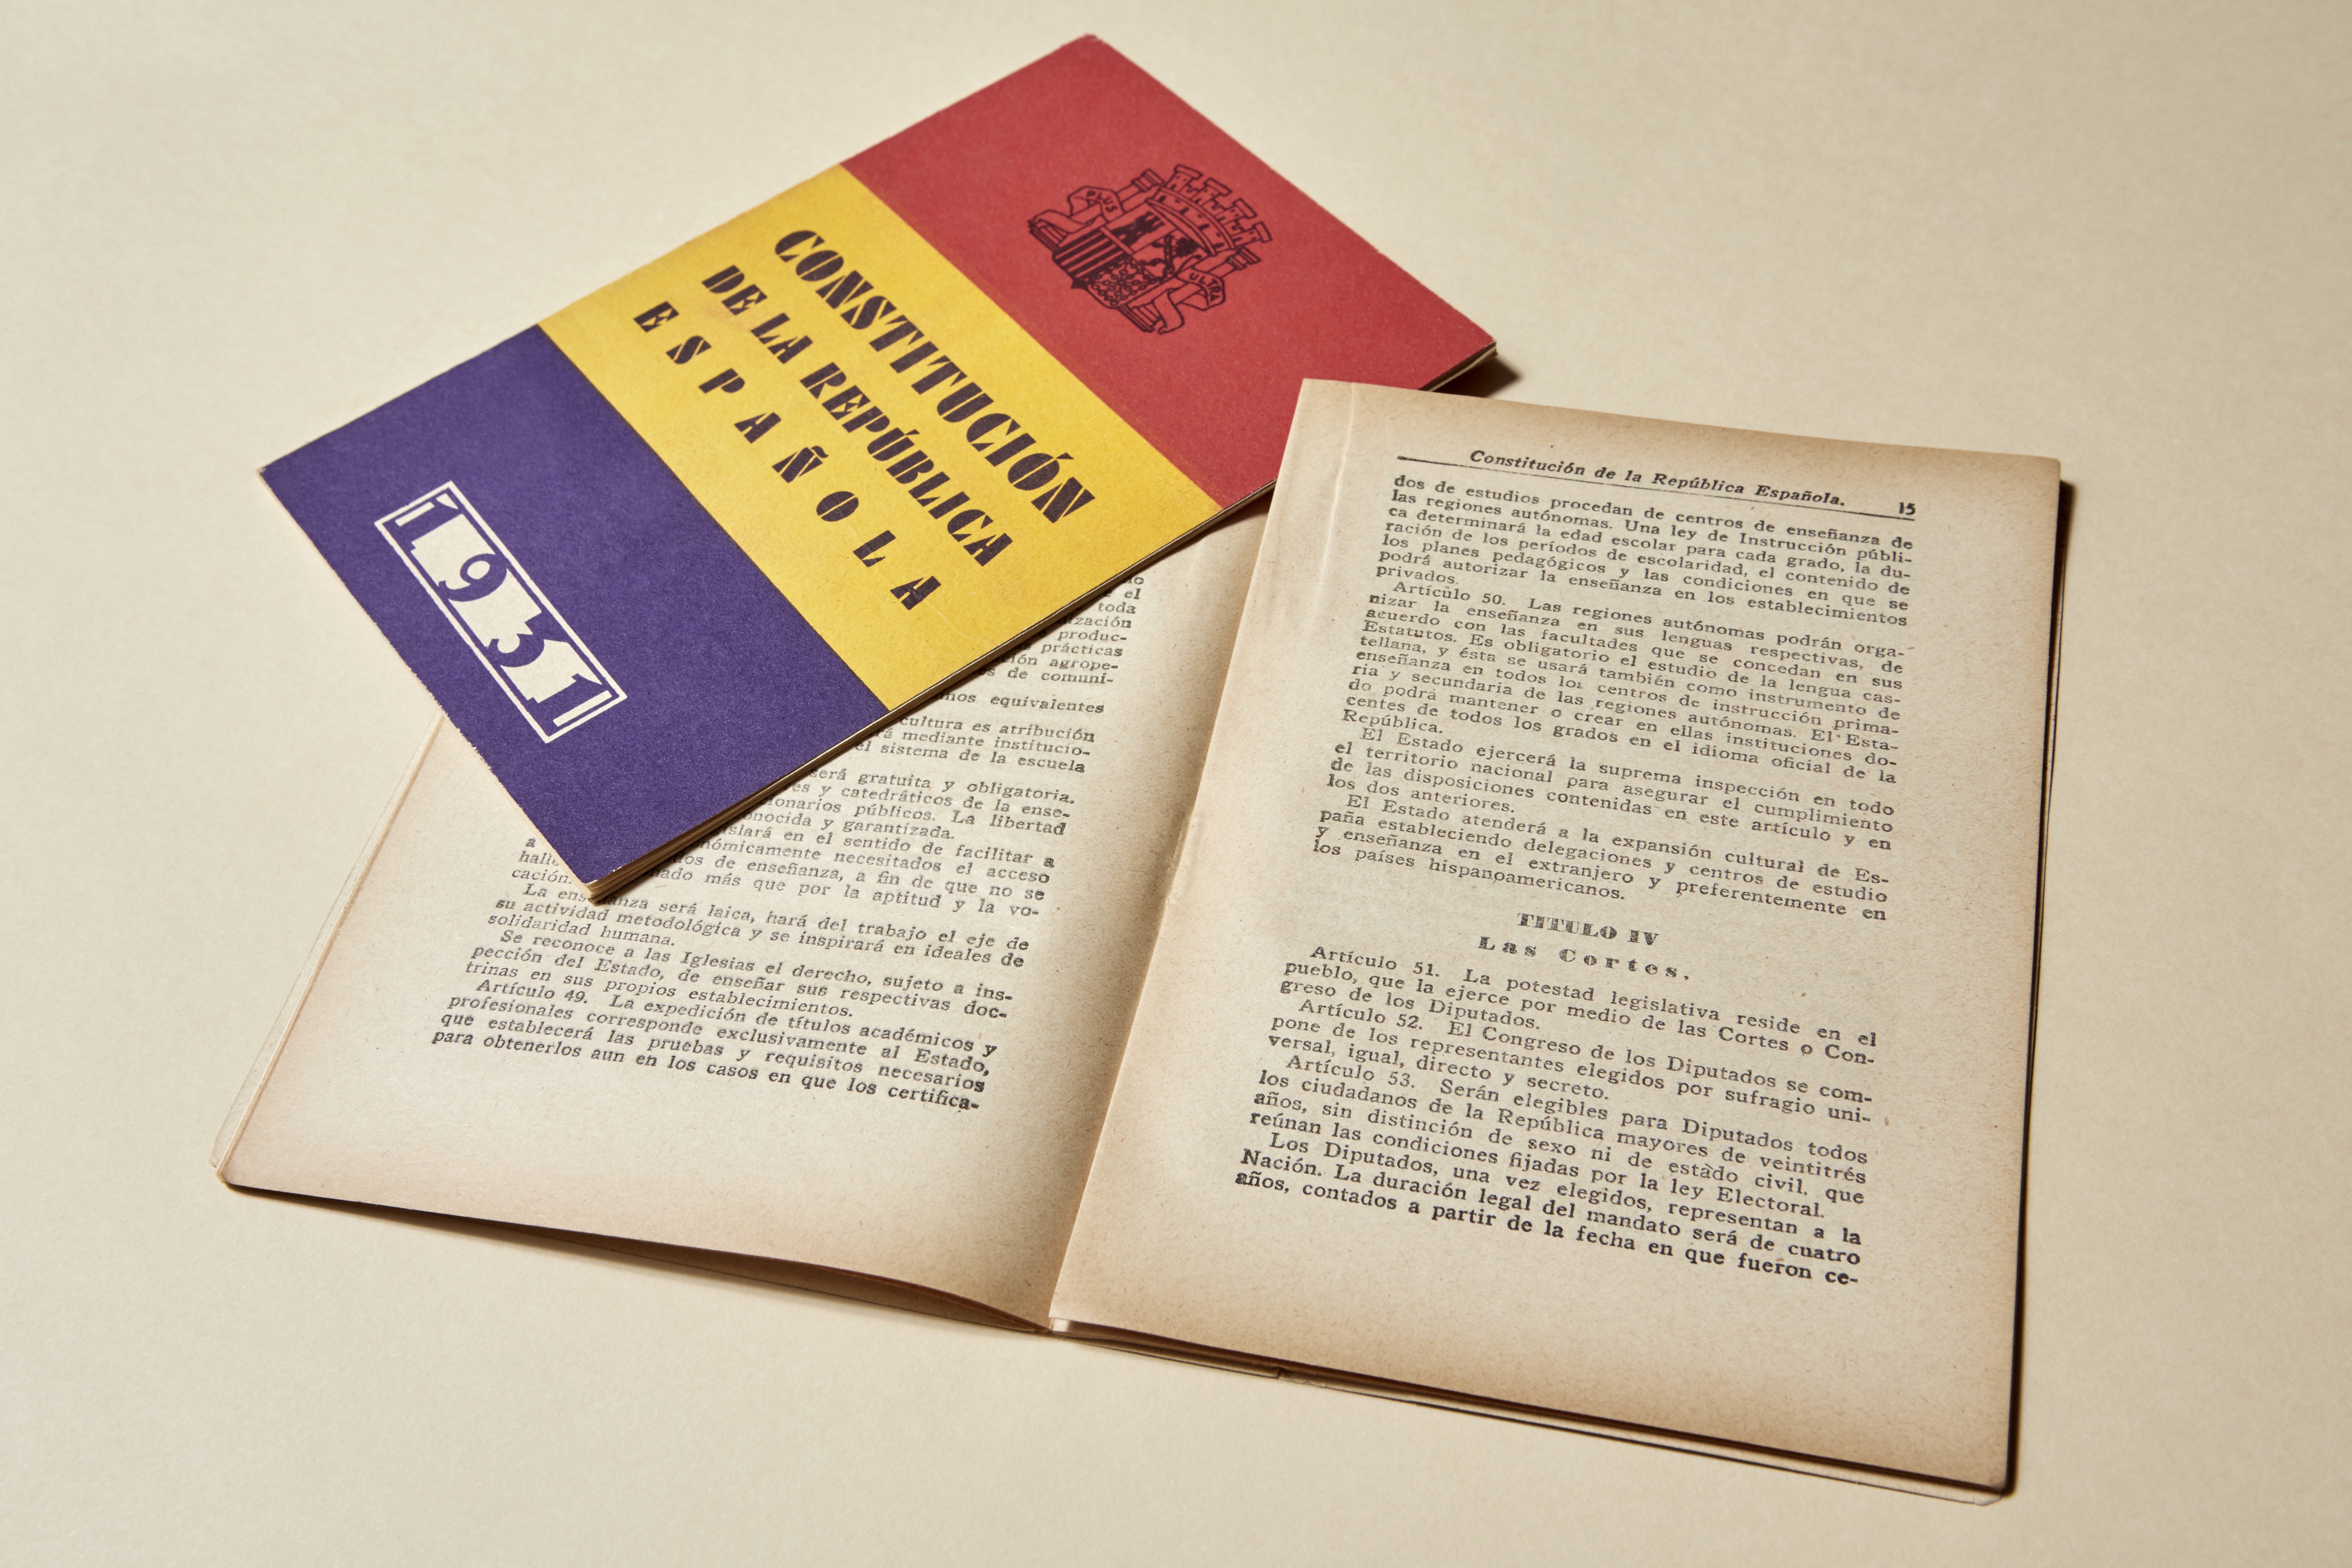 PLUS
ULTRA
CONSTITUCIÓN
DE LA REPÚBLICA
ESPAÑOLA
1931
el
toda
produc-
prácticas
agrope-
de comuni-
equivalentes
cultura es atribución
mediante institucio-
el sistema de la escuela
será gratuita y obligatoria.
y catedráticos de la ense-
públicos. La libertad
y garantizada.
en el sentido de facilitar a
necesitados el acceso
a
de enseñanza, a fin de que no se
más que por la aptitud y la vo-
cación.
La será laica, hará del trabajo el eje de
su actividad metodológica y se inspirará en ideales de
solidaridad humana.
Se reconoce a las Iglesias el derecho, sujeto a ins-
pección del Estado, de enseñar sus respectivas doc-
trinas en sus propios establecimientos.
Artículo 49. La expedición de títulos académicos y
profesionales corresponde exclusivamente al Estado,
que establecerá las pruebas y requisitos necesarios
para obtenerlos aun en los casos en que los certifica-
Constitución de la República Española. 15
dos de estudios procedan de centros de enseñanza de
las regiones autónomas. Una ley de Instrucción públi-
ca determinará la edad escolar para cada grado, la du-
ración de los períodos de escolaridad, el contenido de
los planes pedagógicos y las condiciones en que se
podrá autorizar la enseñanza en los establecimientos
privados.
Artículo 50. Las regiones autónomas podrán orga-
nizar la enseñanza en sus lenguas respectivas, de
acuerdo con las facultades que se concedan en sus
Estatutos. Es obligatorio el estudio de la lengua cas-
tellana, y ésta se usará también como instrumento de
enseñanza en todos los centros de instrucción prima-
ria y secundaria de las regiones autónomas. El Esta-
do podrá mantener o crear en ellas instituciones do-
centes de todos los grados en el idioma oficial de la
República.
El Estado ejercerá la suprema inspección en todo
el territorio nacional para asegurar el cumplimiento
de las disposiciones contenidas en este artículo y en
los dos anteriores.
El Estado atenderá a la expansión cultural de Es-
paña estableciendo delegaciones y centros de estudio
y enseñanza en el extranjero y preferentemente en
los países hispanoamericanos.
TITULO IV
Las Cortes.
Artículo 51. La potestad legislativa reside en el
pueblo, que la ejerce por medio de las Cortes o Con-
greso de los Diputados.
Artículo 52. El Congreso de los Diputados se com-
pone de los representantes elegidos por sufragio uni-
versal, igual, directo y secreto.
Artículo 53. Serán elegibles para Diputados todos
los ciudadanos de la República mayores de veintitrés
años, sin distinción de sexo ni de estado civil, que
reúnan las condiciones fijadas por la ley Electoral.
Los Diputados, una vez elegidos, representan a la
Nación. La duración legal del mandato será de cuatro
años, contados a partir de la fecha en que fueron ce-